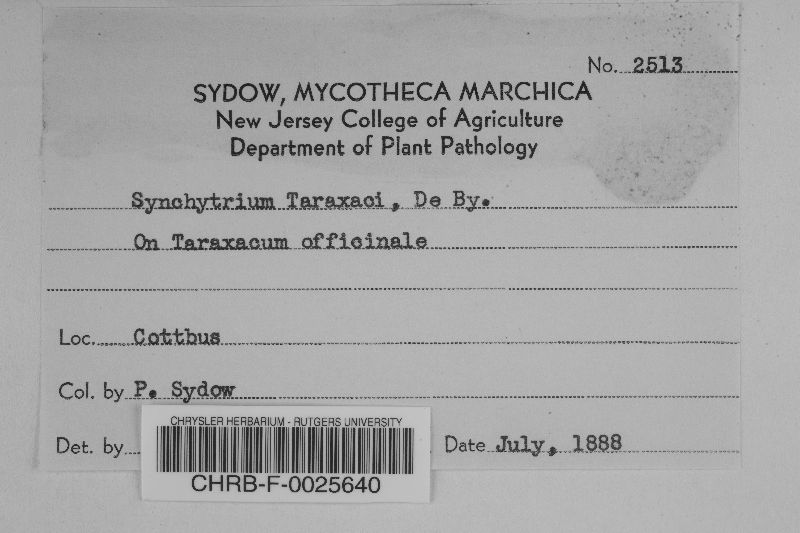 No. 2513
SYDOW, MYCOTHECA MARCHICA
New Jersey College of Agriculture
Department of Plant Pathology
Synchytrium Taraxaci, De By.
On Taraxacum officinale
Loc. Cottbus
Col. by P. Sydow
Det. by
Date July, 1888
CHRYSLER HERBARIUM - RUTGERS UNIVERSITY
CHRB-F-0025640